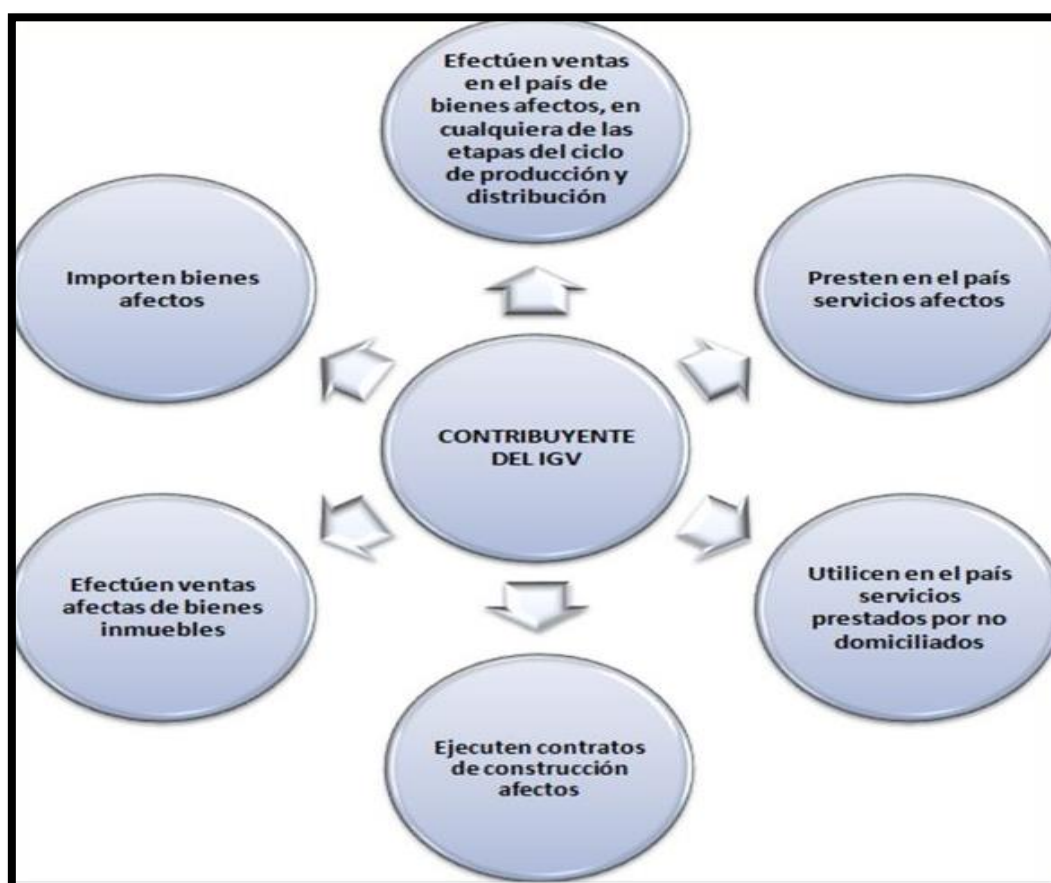 Efectúen ventas
en el país de
bienes afectos, en
cualquiera de las
etapas del ciclo
de producción y
distribución
Importen bienes
afectos
Presten en el país
servicios afectos
CONTRIBUYENTE
DEL IGV
Efectúen ventas
afectas de bienes
inmuebles
Utilicen en el país
servicios
prestados por no
domiciliados
Ejecuten contratos
de construcción
afectos